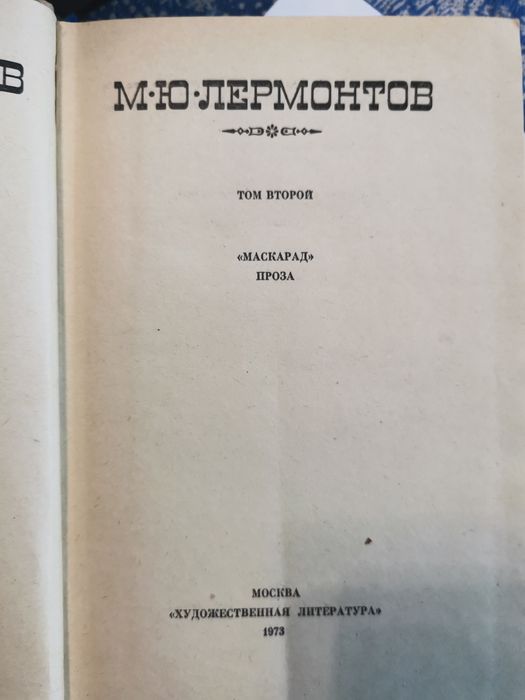 В
М·Ю·ЛЕРМОНТОВ
ТОМ ВТОРОЙ
«МАСКАРАД»
ПРОЗА
МОСКВА
«ХУДОЖЕСТВЕННАЯ ЛИТЕРАТУРА»
1973